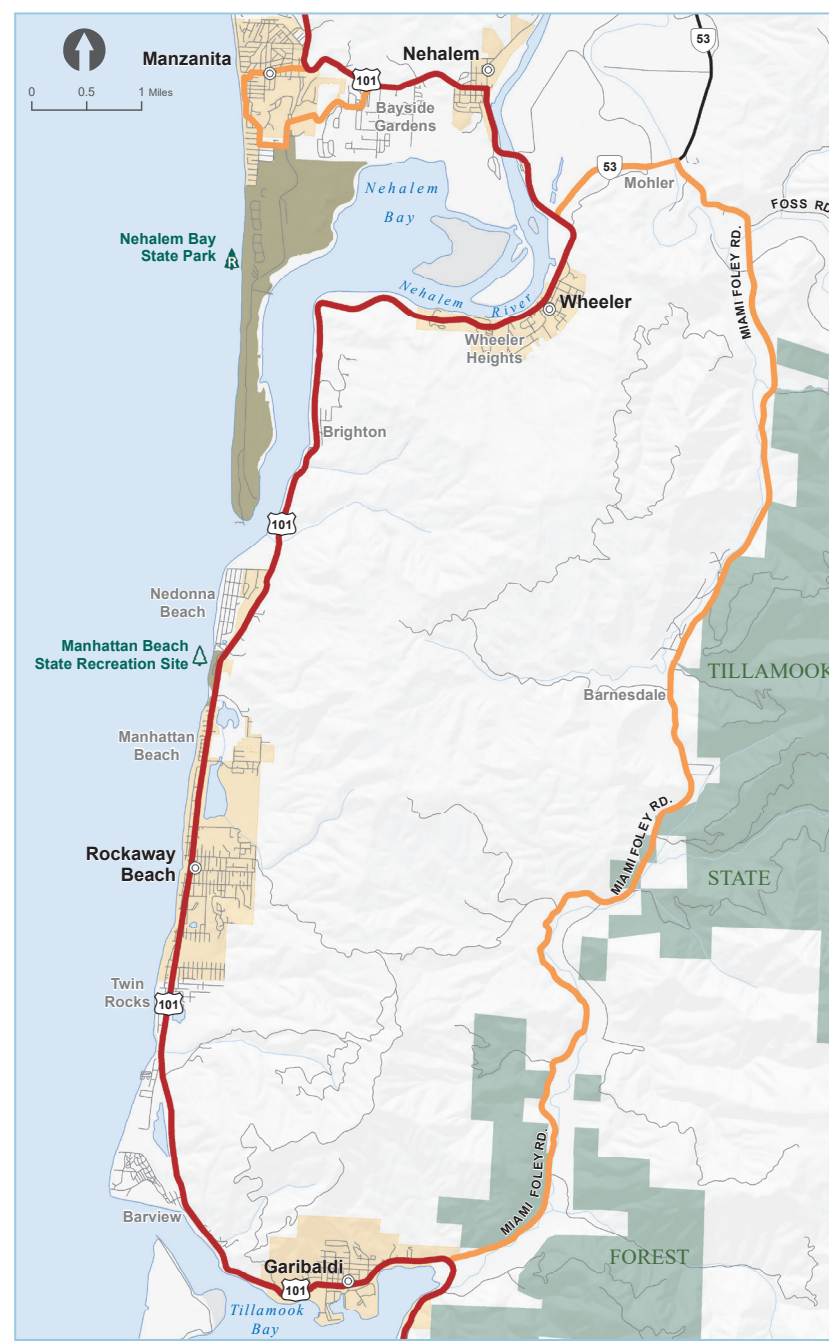 53
Manzanita
Nehalem
0 0.5 1 Miles
101
Bayside
Gardens
53
Mohler
FOSS RD
Nehalem
Bay
MIAMI FOLEY RD.
Nehalem Bay
State Park
R
Nehalem River
Wheeler
Wheeler
Heights
Brighton
101
Nedonna
Beach
Manhattan Beach
State Recreation Site
TILLAMOOK
Barnesdale
Manhattan
Beach
MIAMI FOLEY RD.
Rockaway
Beach
STATE
Twin
Rocks
101
MIAMI FOLEY RD.
Barview
FOREST
Garibaldi
101
Tillamook
Bay